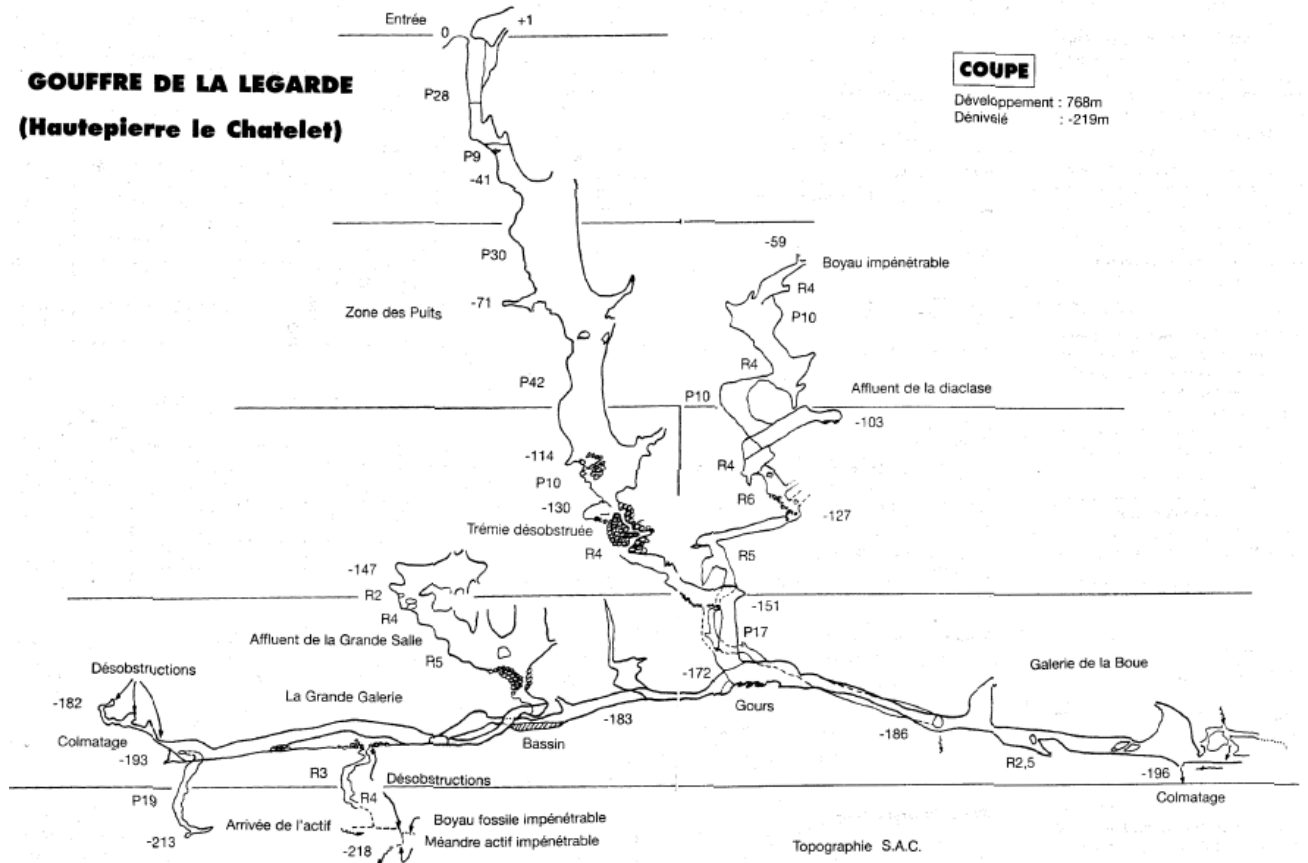 Entrée
0
+1
GOUFFRE DE LA LEGARDE
(Hautepierre le Chatelet)
COUPE
Développement : 768m
Dénivelé : -219m
P28
P9
-41
P30
-59
Boyau impénétrable
R4
-71
Zone des Puits
P10
R4
P42
P10
Affluent de la diaclase
-103
-114
R4
P10
R6
-130
-127
Trémie désobstruée
R4
R5
-147
R2
-151
R4
P17
Affluent de la Grande Salle
R5
Désobstructions
-172
Galerie de la Boue
La Grande Galerie
-182
Gours
-183
Colmatage
Bassin
-186
-193
R3
R2,5
Désobstructions
-196
P19
R4
Colmatage
Arrivée de l'actif
Boyau fossile impénétrable
-213
Méandre actif impénétrable
-218
Topographie S.A.C.